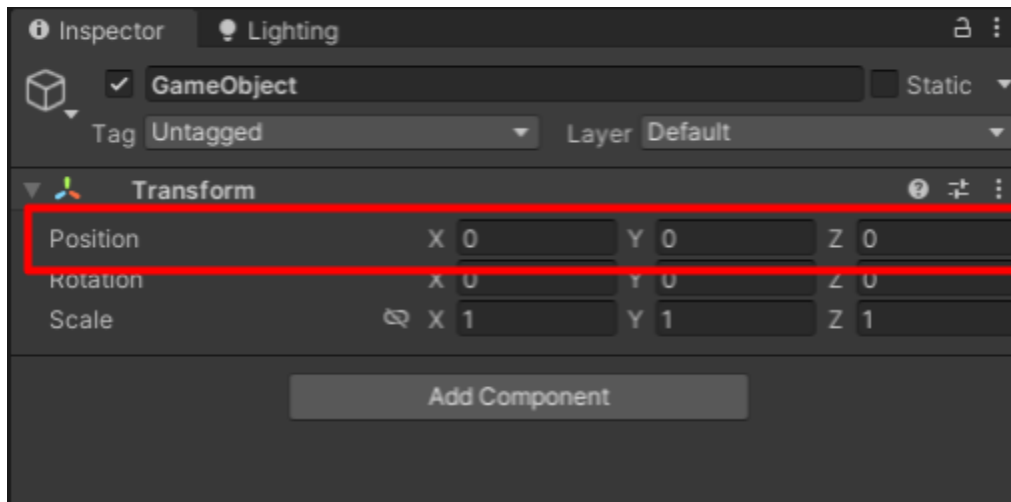 Inspector Lighting
GameObject Static
Tag Untagged Layer Default
Transform
Position X 0 Y 0 Z 0
Rotation X 0 Y 0 Z 0
Scale X 1 Y 1 Z 1
Add Component